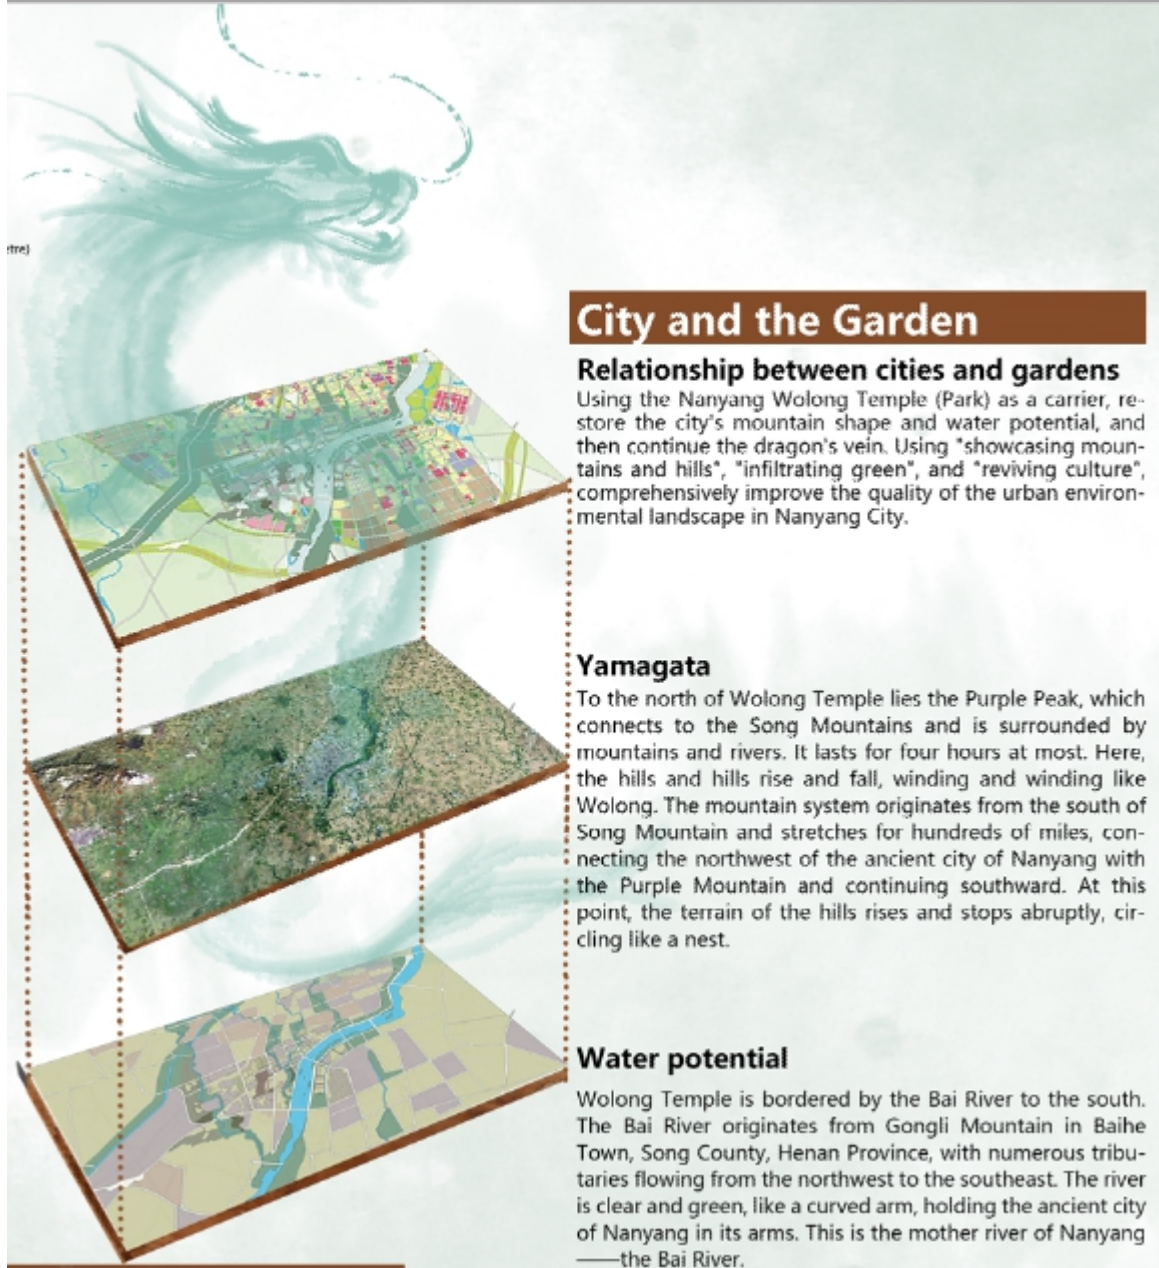 etre)
City and the Garden
Relationship between cities and gardens
Using the Nanyang Wolong Temple (Park) as a carrier, re-
store the city's mountain shape and water potential, and
then continue the dragon's vein. Using "showcasing moun-
tains and hills", "infiltrating green", and "reviving culture",
comprehensively improve the quality of the urban environ-
mental landscape in Nanyang City.
Yamagata
To the north of Wolong Temple lies the Purple Peak, which
connects to the Song Mountains and is surrounded by
mountains and rivers. It lasts for four hours at most. Here,
the hills and hills rise and fall, winding and winding like
Wolong. The mountain system originates from the south of
Song Mountain and stretches for hundreds of miles, con-
necting the northwest of the ancient city of Nanyang with
the Purple Mountain and continuing southward. At this
point, the terrain of the hills rises and stops abruptly, cir-
cling like a nest.
Water potential
Wolong Temple is bordered by the Bai River to the south.
The Bai River originates from Gongli Mountain in Baihe
Town, Song County, Henan Province, with numerous tribu-
taries flowing from the northwest to the southeast. The river
is clear and green, like a curved arm, holding the ancient city
of Nanyang in its arms. This is the mother river of Nanyang
——the Bai River.